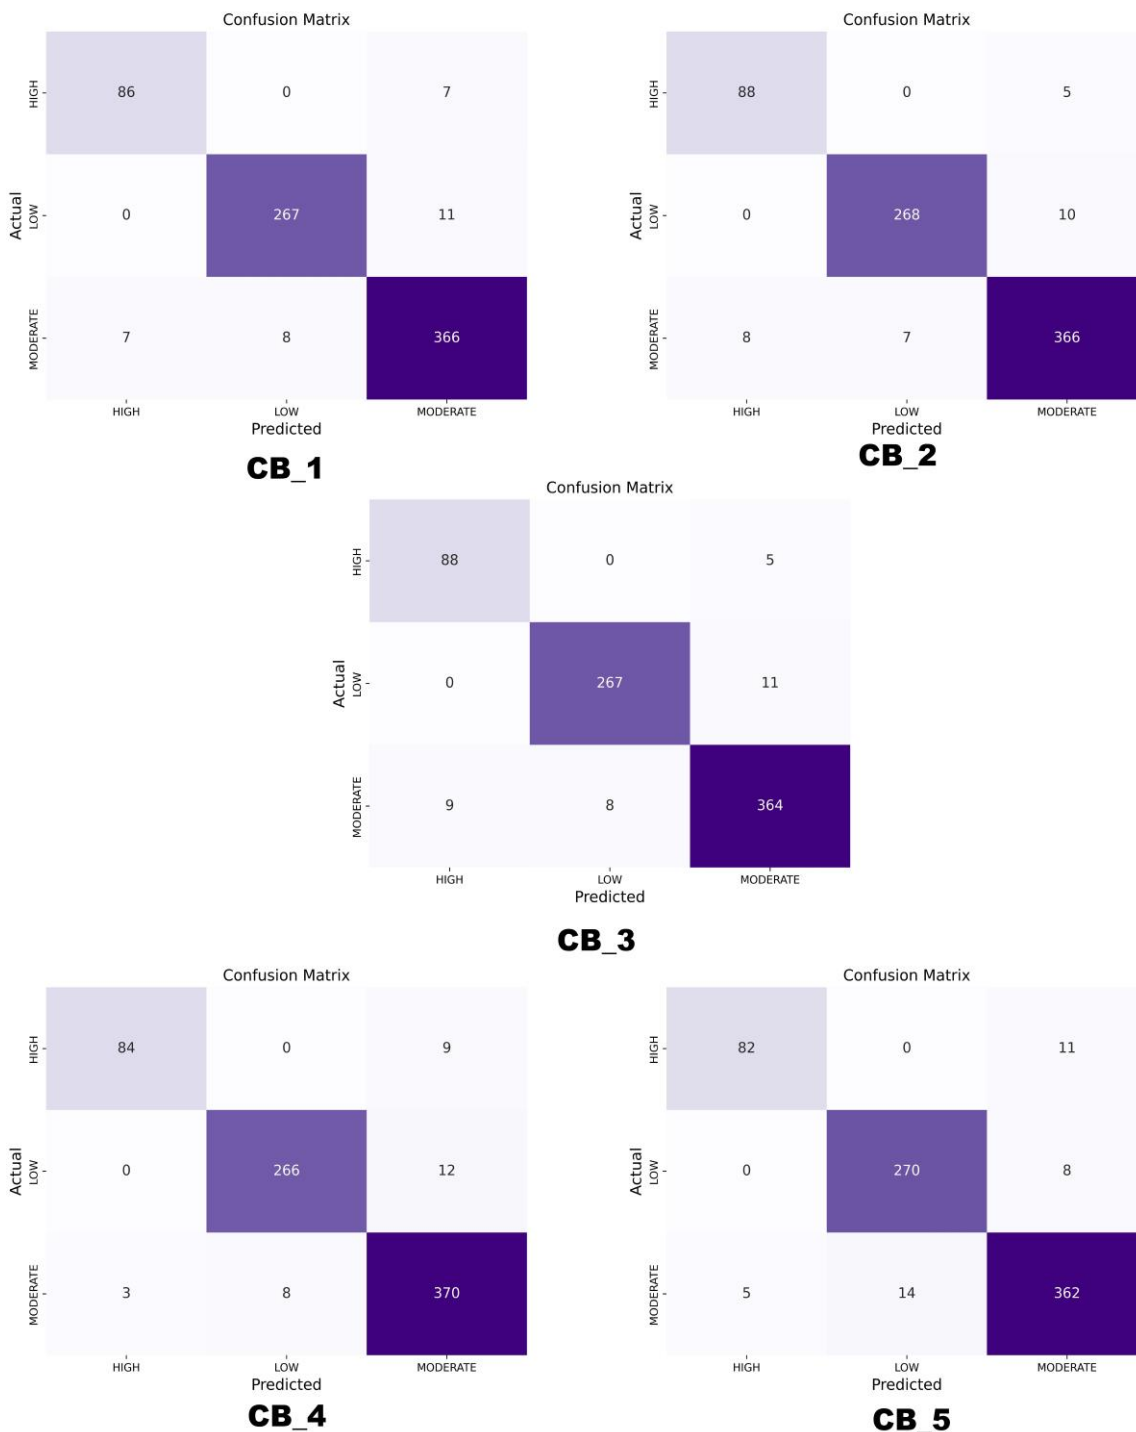 Confusion Matrix
HIGH 86 0 7
LOW 0 267 11
MODERATE 7 8 366
Actual
HIGH LOW MODERATE
Predicted
CB_1
Confusion Matrix
HIGH 88 0 5
LOW 0 268 10
MODERATE 8 7 366
Actual
HIGH LOW MODERATE
Predicted
CB_2
Confusion Matrix
HIGH 88 0 5
LOW 0 267 11
MODERATE 9 8 364
Actual
HIGH LOW MODERATE
Predicted
CB_3
Confusion Matrix
HIGH 84 0 9
LOW 0 266 12
MODERATE 3 8 370
Actual
HIGH LOW MODERATE
Predicted
CB_4
Confusion Matrix
HIGH 82 0 11
LOW 0 270 8
MODERATE 5 14 362
Actual
HIGH LOW MODERATE
Predicted
CB_5